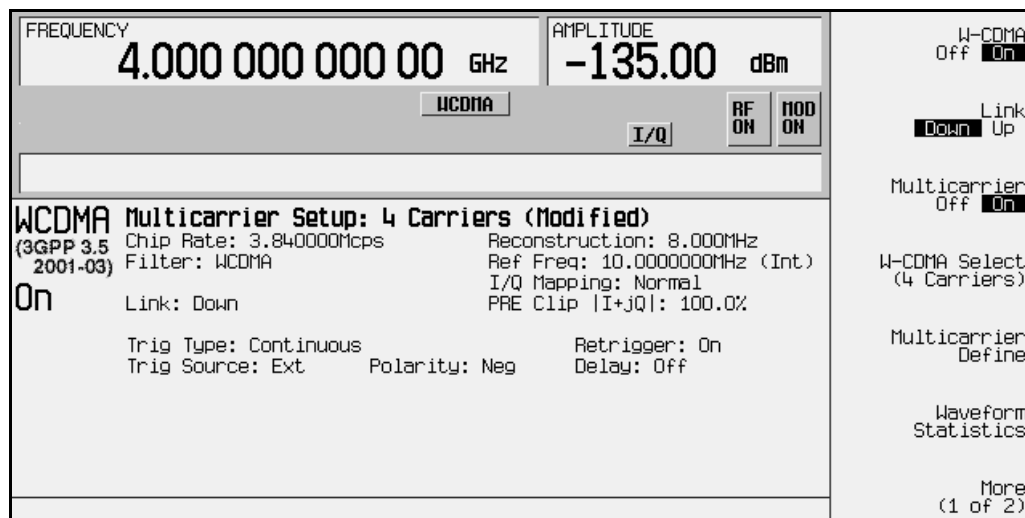 FREQUENCY
4.000 000 000 00 GHz
AMPLITUDE
-135.00 dBm
WCDMA
I/Q
RF ON
MOD ON
WCDMA
(3GPP 3.5
2001-03)
On
Multicarrier Setup: 4 Carriers (Modified)
Chip Rate: 3.840000Mcps
Reconstruction: 8.000MHz
Filter: WCDMA
Ref Freq: 10.0000000MHz (Int)
I/Q Mapping: Normal
Link: Down
PRE Clip |I+jQ|: 100.0%
Trig Type: Continuous
Retrigger: On
Trig Source: Ext
Polarity: Neg
Delay: Off
W-CDMA
Off On
Link
Down Up
Multicarrier
Off On
W-CDMA Select
(4 Carriers)
Multicarrier
Define
Waveform
Statistics
More
(1 of 2)